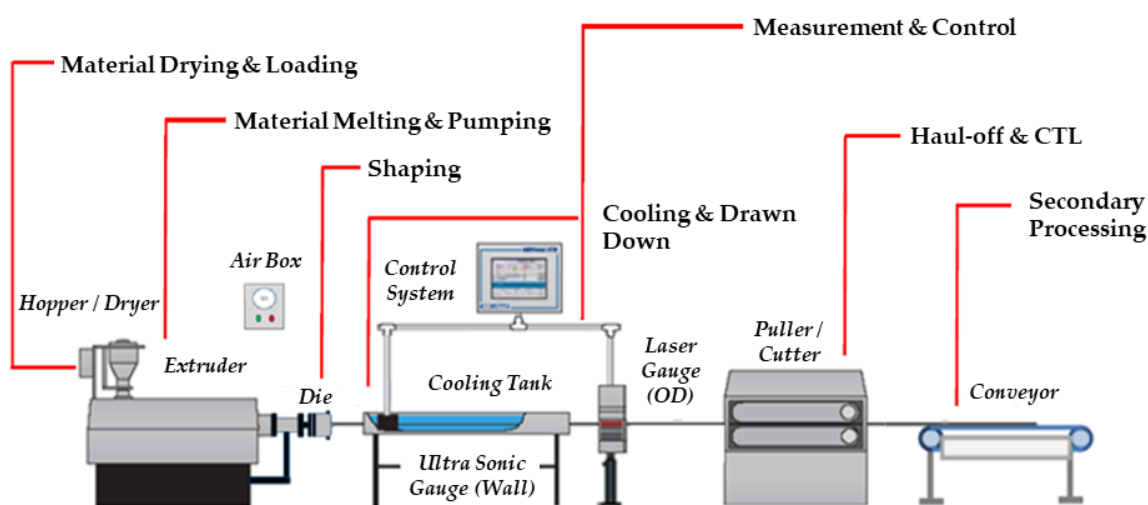 Measurement & Control
Material Drying & Loading
Material Melting & Pumping
Haul-off & CTL
Shaping
Secondary
Processing
Cooling & Drawn
Down
Air Box
Control
System
Hopper / Dryer
Puller /
Cutter
Laser
Gauge
(OD)
Extruder
Die
Cooling Tank
Conveyor
Ultra Sonic
Gauge (Wall)